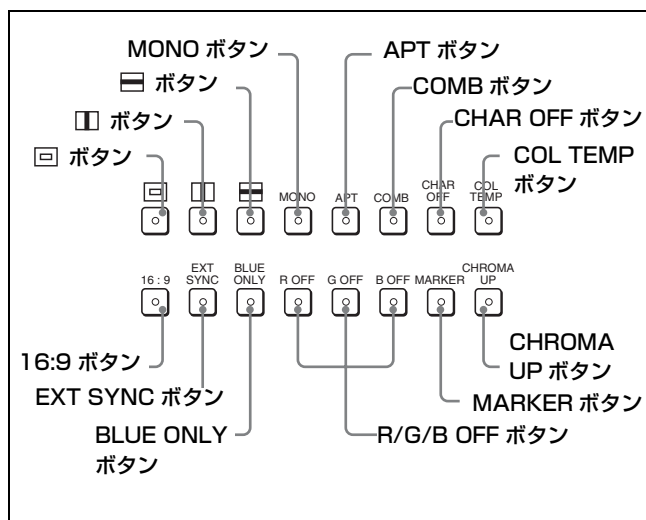 MONO ボタン
APT ボタン
ボタン
COMB ボタン
ボタン
CHAR OFF ボタン
ボタン
COL TEMP
ボタン
MONO
APT
COMB
CHAR
OFF
COL
TEMP
16 : 9
EXT
SYNC
BLUE
ONLY
R OFF
G OFF
B OFF
MARKER
CHROMA
UP
16:9 ボタン
CHROMA
UP ボタン
EXT SYNC ボタン
MARKER ボタン
BLUE ONLY
ボタン
R/G/B OFF ボタン